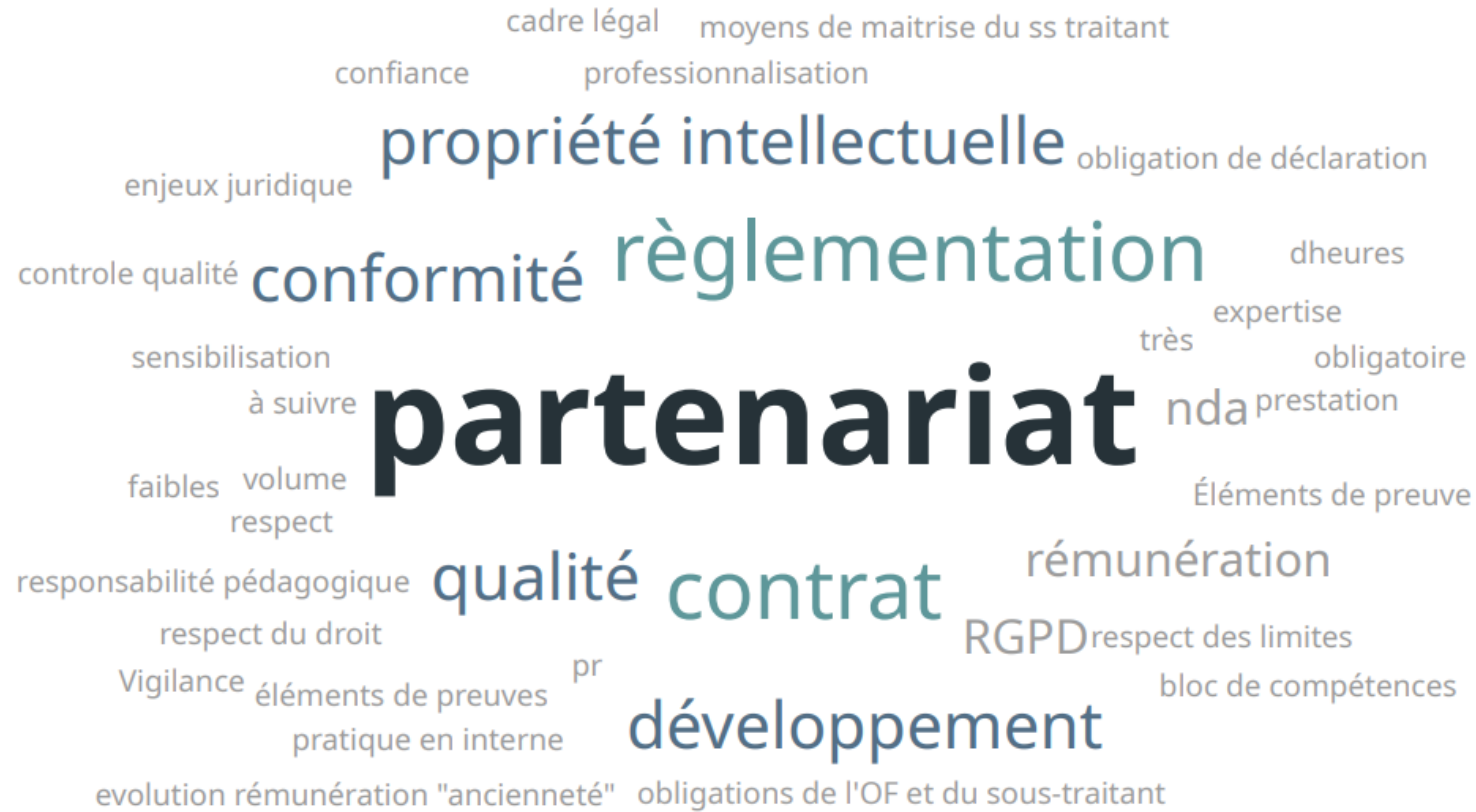 cadre légal
moyens de maitrise du ss traitant
confiance
professionnalisation
propriété intellectuelle
obligation de déclaration
enjeux juridique
règlementation
dheures
controle qualité
conformité
expertise
très
sensibilisation
obligatoire
à suivre
partenariat
nda
prestation
faibles
volume
Éléments de preuve
respect
responsabilité pédagogique
qualité
contrat
rémunération
respect du droit
RGPD
respect des limites
pr
Vigilance
éléments de preuves
bloc de compétences
pratique en interne
développement
evolution rémunération "ancienneté"
obligations de l'OF et du sous-traitant